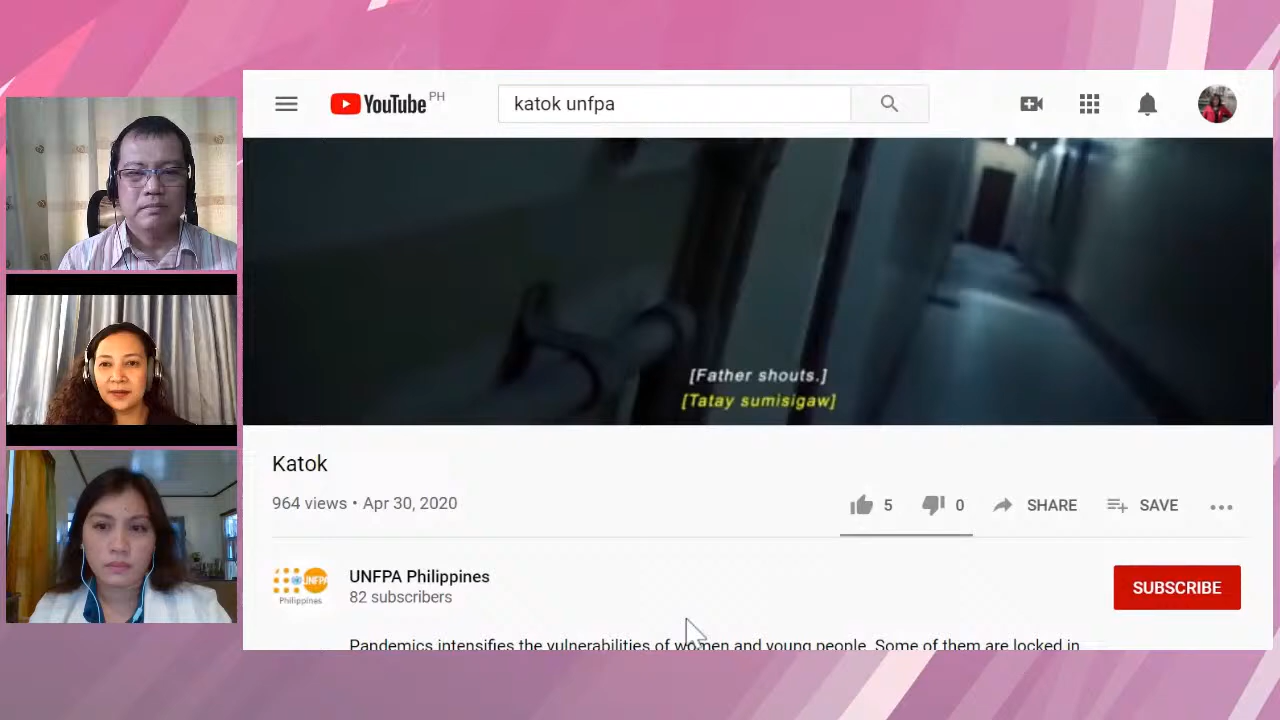 YouTube PH
katok unfpa
[Father shouts.]
[Tatay sumisigaw]
Katok
964 views • Apr 30, 2020
5
0
SHARE
SAVE
UNFPA
Philippines
UNFPA Philippines
82 subscribers
SUBSCRIBE
Pandemics intensifies the vulnerabilities of women and young people. Some of them are locked in